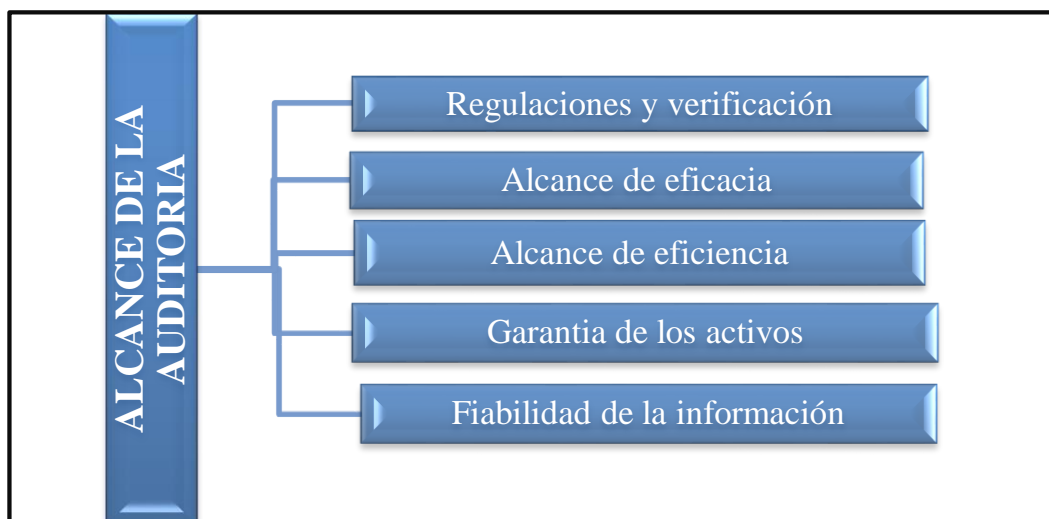 ALCANCE DE LA
AUDITORIA
Regulaciones y verificación
Alcance de eficacia
Alcance de eficiencia
Garantia de los activos
Fiabilidad de la información